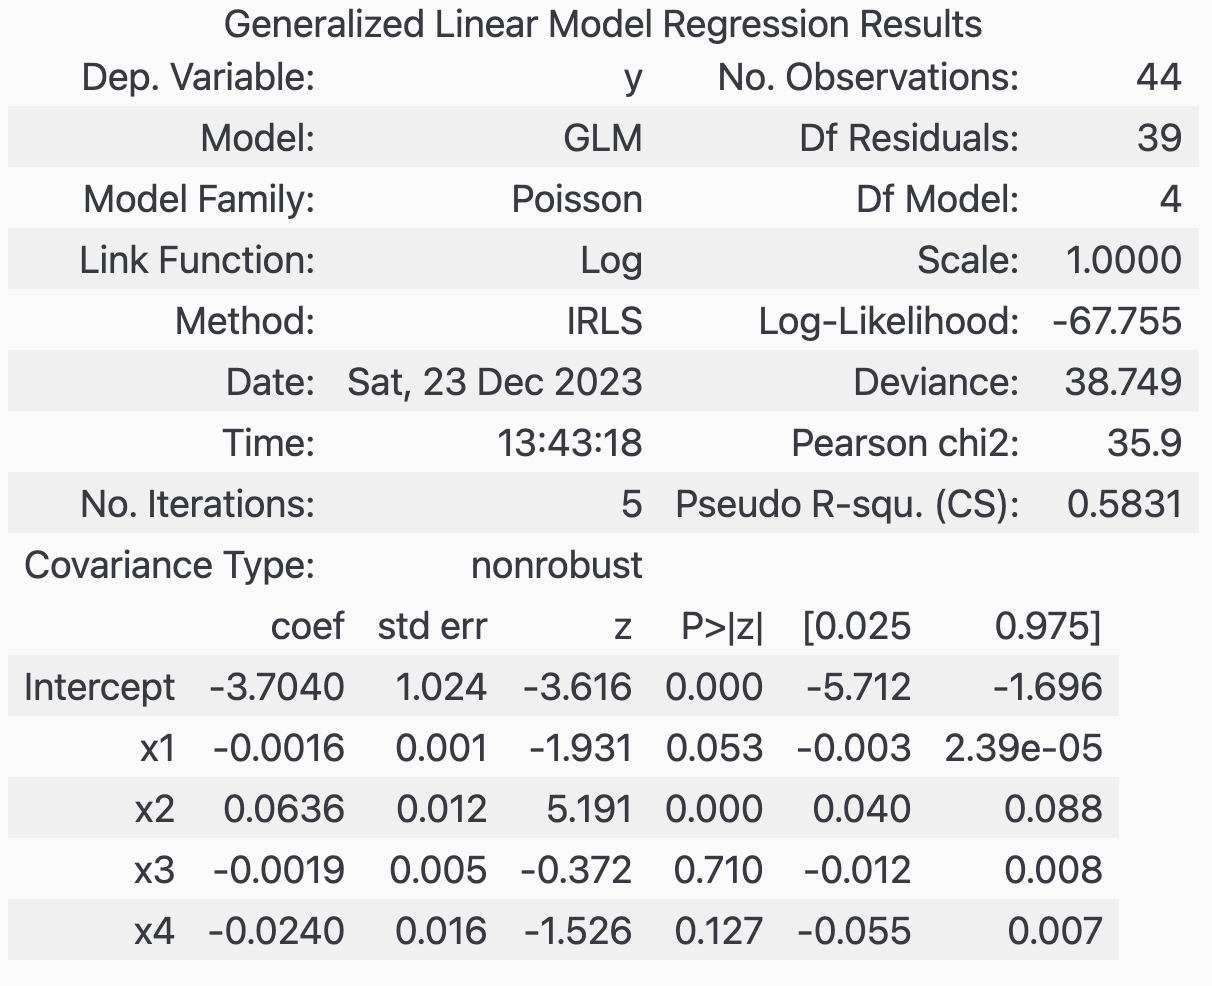 Generalized Linear Model Regression Results
Dep. Variable: y No. Observations: 44
Model: GLM Df Residuals: 39
Model Family: Poisson Df Model: 4
Link Function: Log Scale: 1.0000
Method: IRLS Log-Likelihood: -67.755
Date: Sat, 23 Dec 2023 Deviance: 38.749
Time: 13:43:18 Pearson chi2: 35.9
No. Iterations: 5 Pseudo R-squ. (CS): 0.5831
Covariance Type: nonrobust
coef std err z P>|z| [0.025 0.975]
Intercept -3.7040 1.024 -3.616 0.000 -5.712 -1.696
x1 -0.0016 0.001 -1.931 0.053 -0.003 2.39e-05
x2 0.0636 0.012 5.191 0.000 0.040 0.088
x3 -0.0019 0.005 -0.372 0.710 -0.012 0.008
x4 -0.0240 0.016 -1.526 0.127 -0.055 0.007